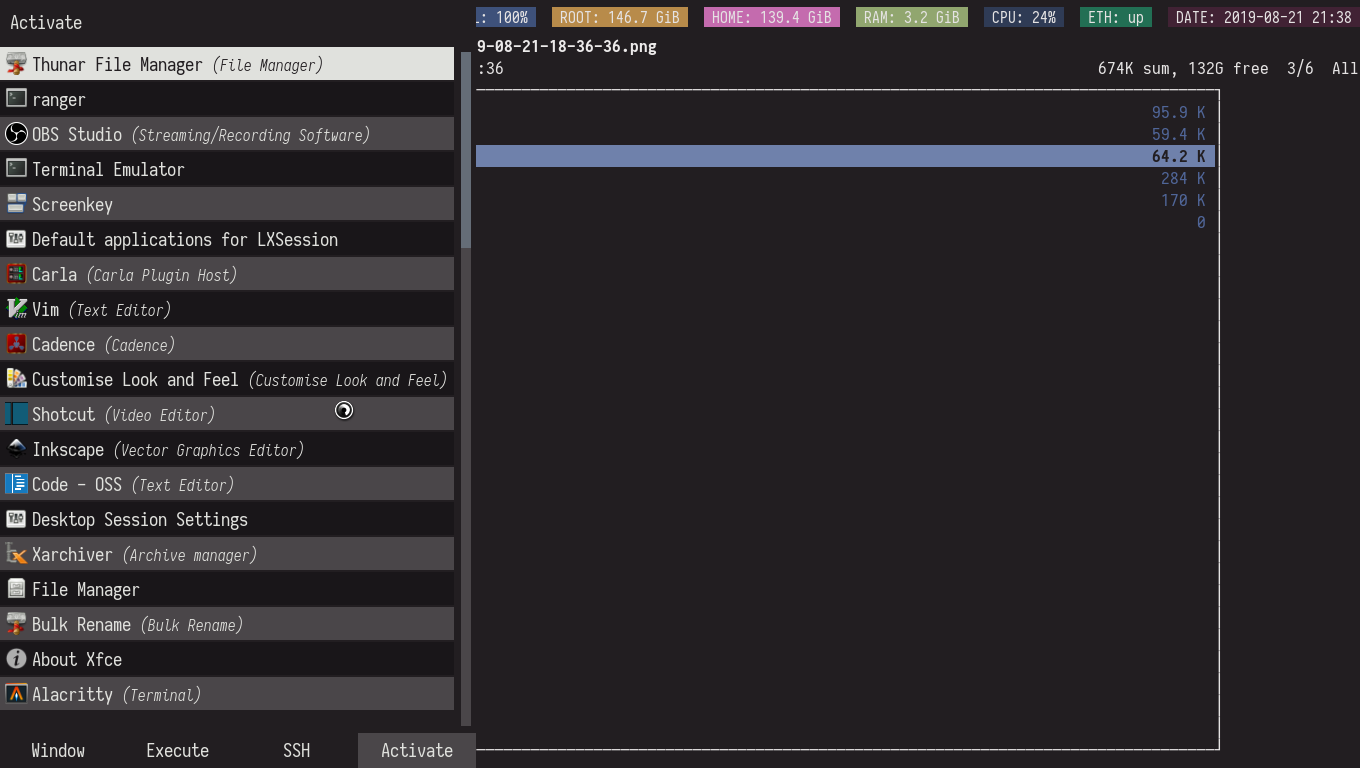 Activate
Thunar File Manager (File Manager)
ranger
OBS Studio (Streaming/Recording Software)
Terminal Emulator
Screenkey
Default applications for LXSession
Carla (Carla Plugin Host)
Vim (Text Editor)
Cadence (Cadence)
Customise Look and Feel (Customise Look and Feel)
Shotcut (Video Editor)
Inkscape (Vector Graphics Editor)
Code - OSS (Text Editor)
Desktop Session Settings
Xarchiver (Archive manager)
File Manager
Bulk Rename (Bulk Rename)
About Xfce
Alacritty (Terminal)
Window Execute SSH Activate
: 100% ROOT: 146.7 GiB HOME: 139.4 GiB RAM: 3.2 GiB CPU: 24% ETH: up DATE: 2019-08-21 21:38
9-08-21-18-36-36.png
:36 674K sum, 132G free 3/6 All
95.9 K
59.4 K
64.2 K
284 K
170 K
0